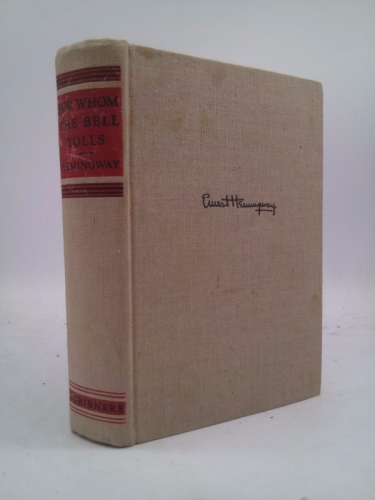 FOR WHOM
THE BELL
TOLLS
HEMINGWAY
SCRIBNERS
Ernest Hemingway